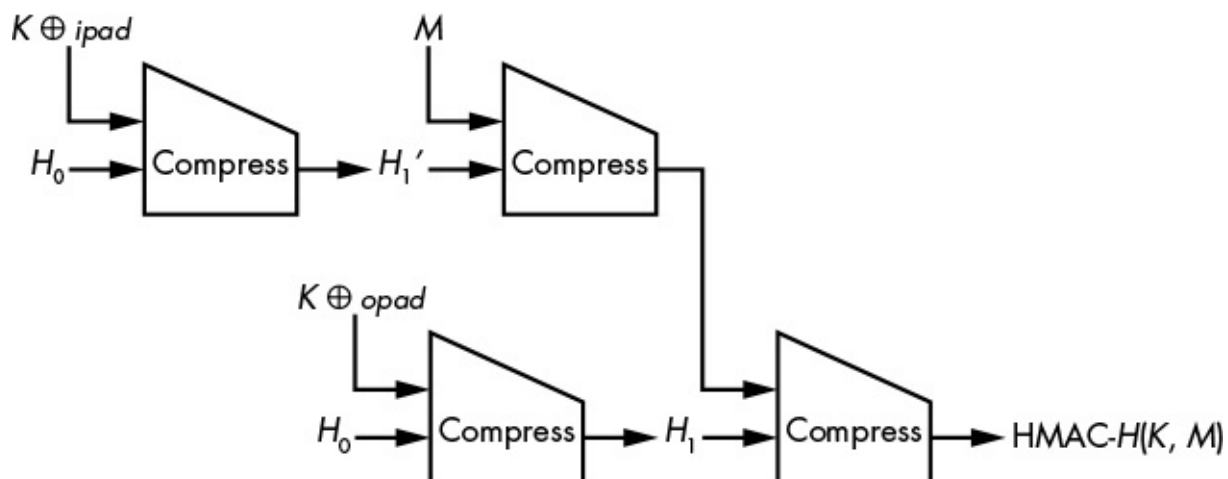 K ⊕ ipad
M
H₀
Compress
H₁′
Compress
K ⊕ opad
H₀
Compress
H₁
Compress
HMAC-H(K, M)